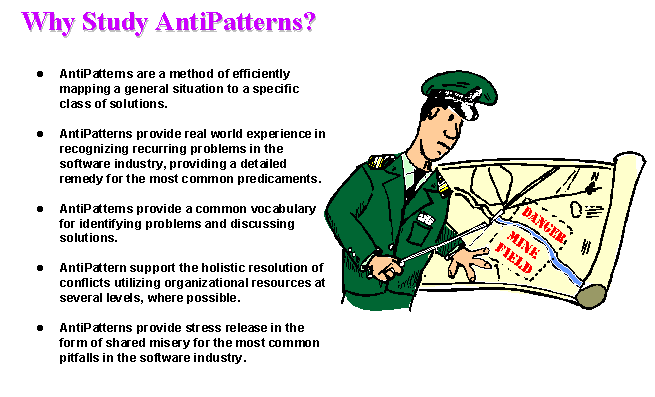 Why Study AntiPatterns?
● AntiPatterns are a method of efficiently
mapping a general situation to a specific
class of solutions.
● AntiPatterns provide real world experience in
recognizing recurring problems in the
software industry, providing a detailed
remedy for the most common predicaments.
● AntiPatterns provide a common vocabulary
for identifying problems and discussing
solutions.
● AntiPattern support the holistic resolution of
conflicts utilizing organizational resources at
several levels, where possible.
● AntiPatterns provide stress release in the
form of shared misery for the most common
pitfalls in the software industry.
N
DANGER
MINE
FIELD